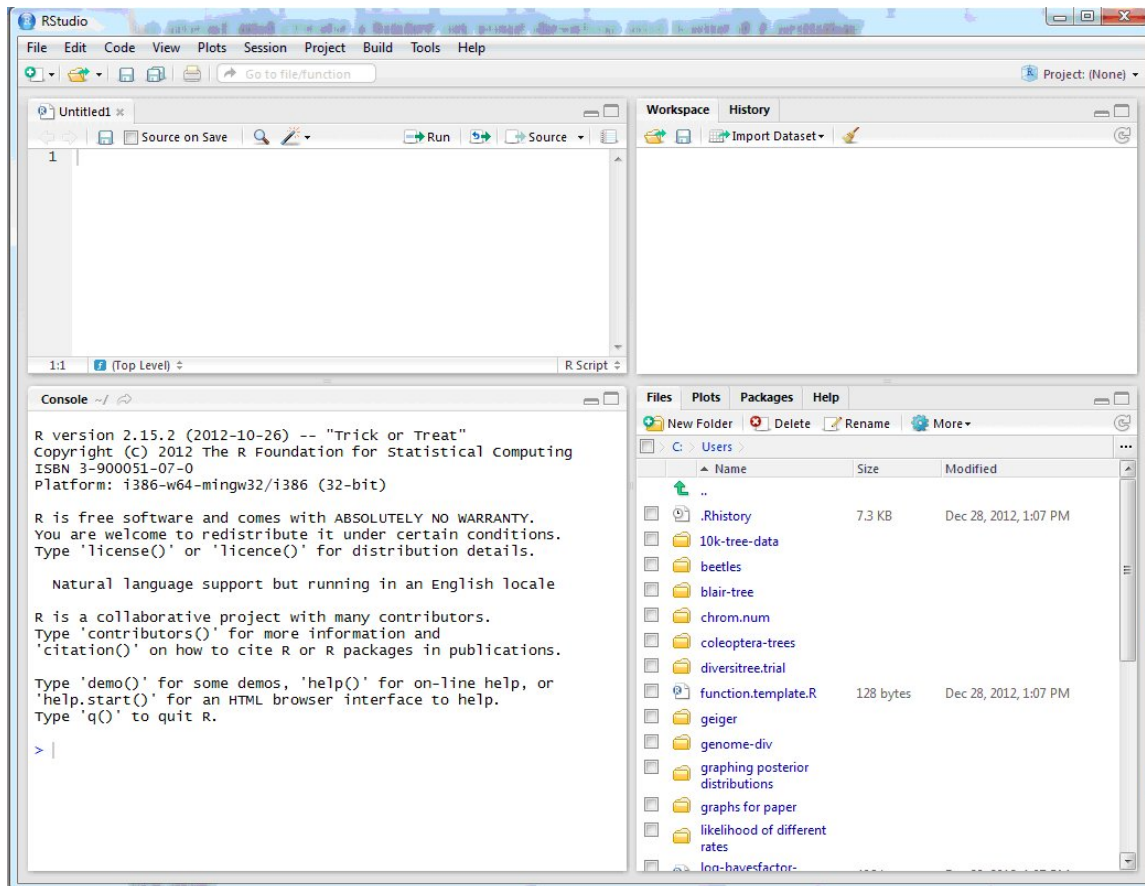 RStudio
File Edit Code View Plots Session Project Build Tools Help
Go to file/function
Project: (None)
Untitled1
Source on Save
Run
Source
1
1:1
(Top Level)
R Script
Workspace History
Import Dataset
Console ~/
R version 2.15.2 (2012-10-26) -- "Trick or Treat"
Copyright (C) 2012 The R Foundation for Statistical Computing
ISBN 3-900051-07-0
Platform: i386-w64-mingw32/i386 (32-bit)
R is free software and comes with ABSOLUTELY NO WARRANTY.
You are welcome to redistribute it under certain conditions.
Type 'license()' or 'licence()' for distribution details.
Natural language support but running in an English locale
R is a collaborative project with many contributors.
Type 'contributors()' for more information and
'citation()' on how to cite R or R packages in publications.
Type 'demo()' for some demos, 'help()' for on-line help, or
'help.start()' for an HTML browser interface to help.
Type 'q()' to quit R.
>
Files Plots Packages Help
New Folder Delete Rename More
C: Users
Name Size Modified
..
.Rhistory 7.3 KB Dec 28, 2012, 1:07 PM
10k-tree-data
beetles
blair-tree
chrom.num
coleoptera-trees
diversitree.trial
function.template.R 128 bytes Dec 28, 2012, 1:07 PM
geiger
genome-div
graphing posterior
distributions
graphs for paper
likelihood of different
rates
log-bayesfactor-